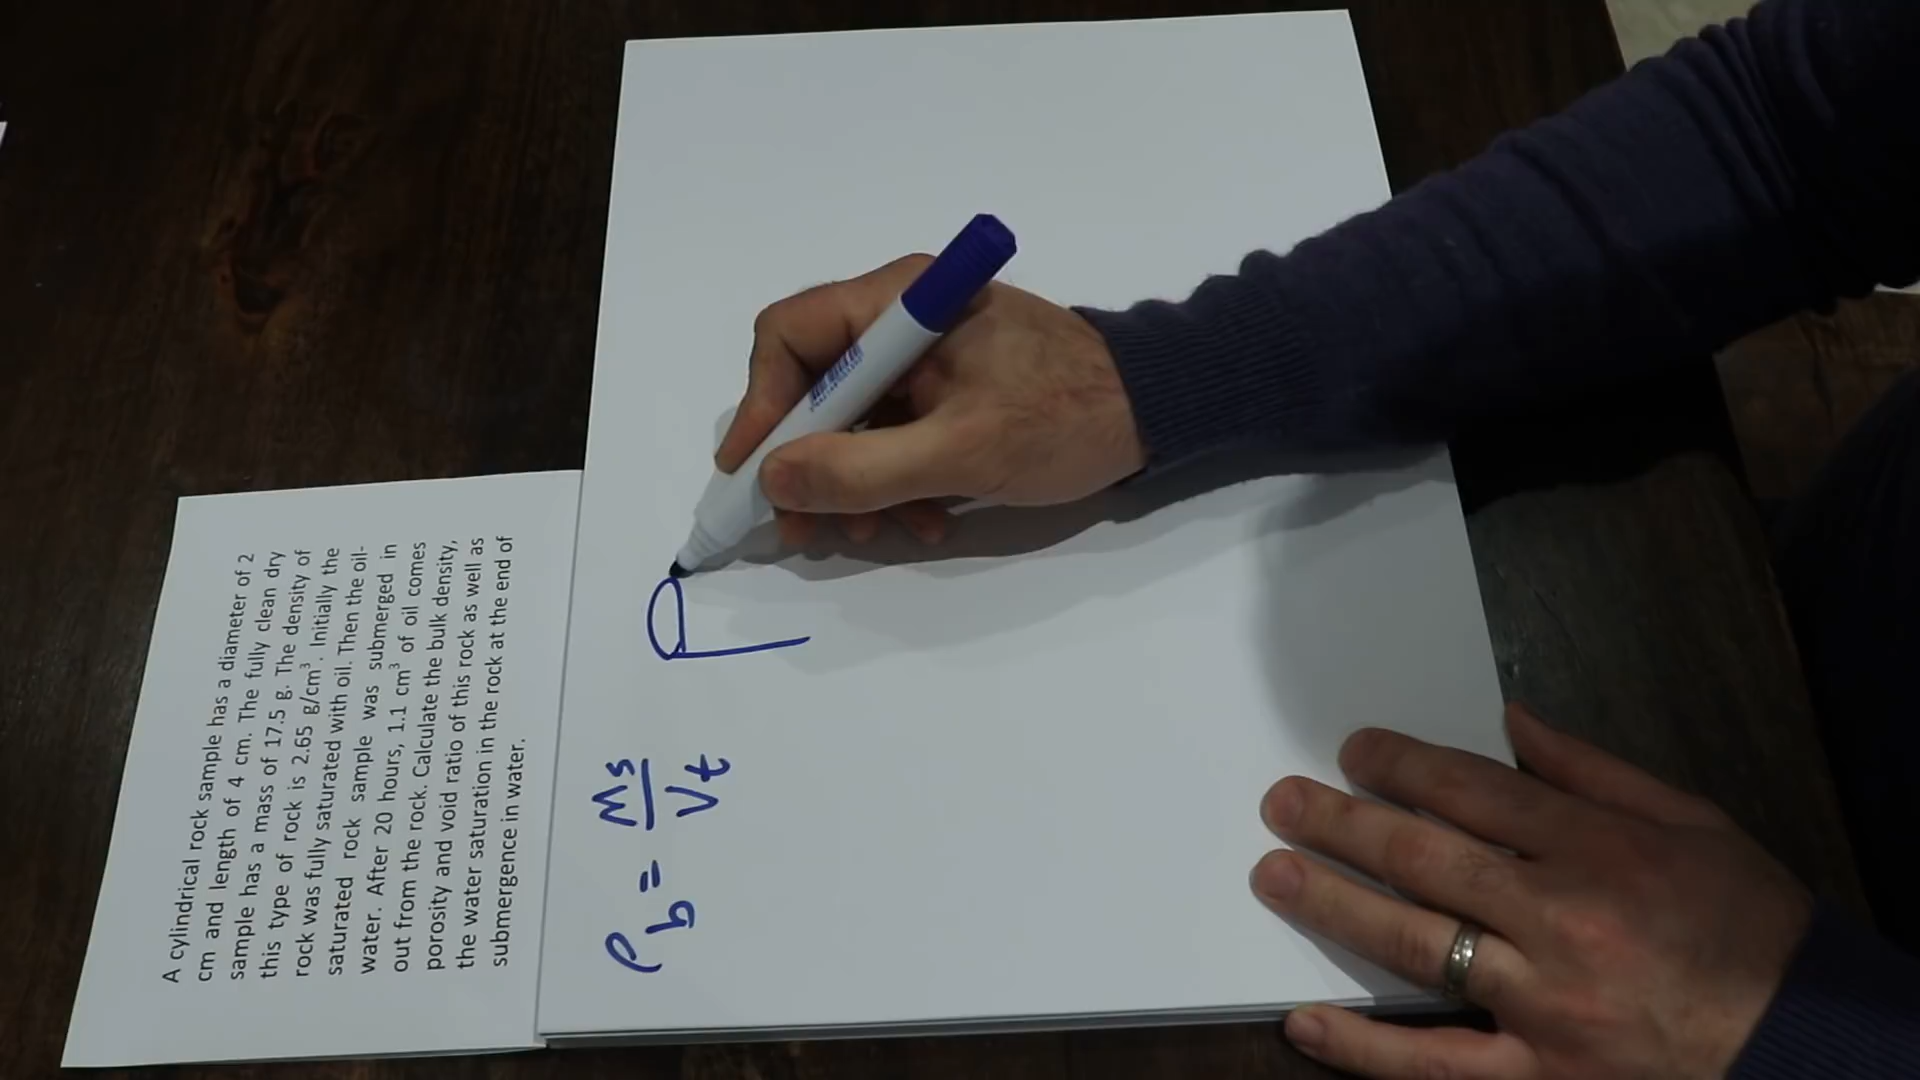 A cylindrical rock sample has a diameter of 2
cm and length of 4 cm. The fully clean dry
sample has a mass of 17.5 g. The density of
this type of rock is 2.65 g/cm³. Initially the
rock was fully saturated with oil. Then the oil-
saturated rock sample was submerged in
water. After 20 hours, 1.1 cm³ of oil comes
out from the rock. Calculate the bulk density,
porosity and void ratio of this rock as well as
the water saturation in the rock at the end of
submergence in water.
ρb = Ms/Vt